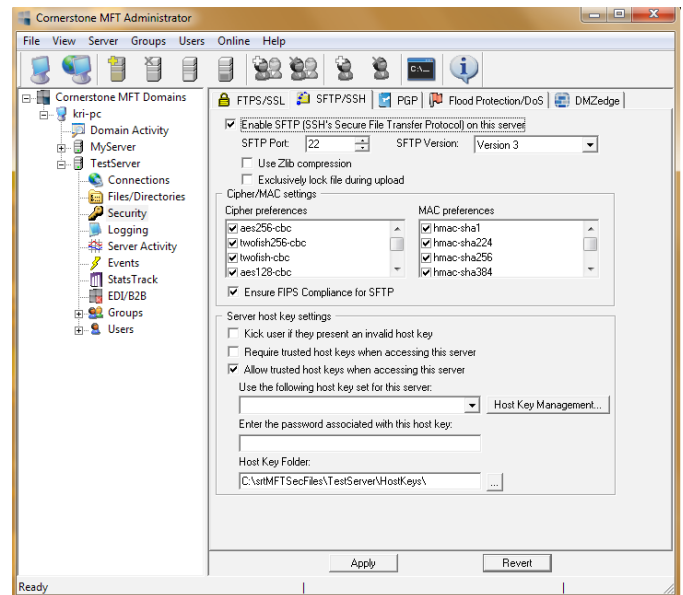 Cornerstone MFT Administrator
File View Server Groups Users Online Help
C:\_
Cornerstone MFT Domains
kri-pc
Domain Activity
MyServer
TestServer
Connections
Files/Directories
Security
Logging
Server Activity
Events
StatsTrack
EDI/B2B
Groups
Users
FTPS/SSL SFTP/SSH PGP Flood Protection/DoS DMZedge
Enable SFTP (SSH's Secure File Transfer Protocol) on this server
SFTP Port: 22 SFTP Version: Version 3
Use Zlib compression
Exclusively lock file during upload
Cipher/MAC settings
Cipher preferences MAC preferences
aes256-cbc hmac-sha1
twofish256-cbc hmac-sha224
twofish-cbc hmac-sha256
aes128-cbc hmac-sha384
Ensure FIPS Compliance for SFTP
Server host key settings
Kick user if they present an invalid host key
Require trusted host keys when accessing this server
Allow trusted host keys when accessing this server
Use the following host key set for this server:
Host Key Management...
Enter the password associated with this host key:
Host Key Folder:
C:\srtMFTSecFiles\TestServer\HostKeys\ ...
Apply Revert
Ready